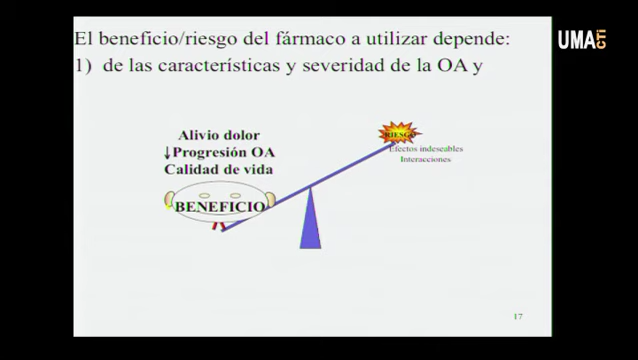 El beneficio/riesgo del fármaco a utilizar depende:
1) de las características y severidad de la OA y
UMA CTI
Alivio dolor
↓Progresión OA
Calidad de vida
BENEFICIO
RIESGO
Efectos indeseables
Interacciones
17